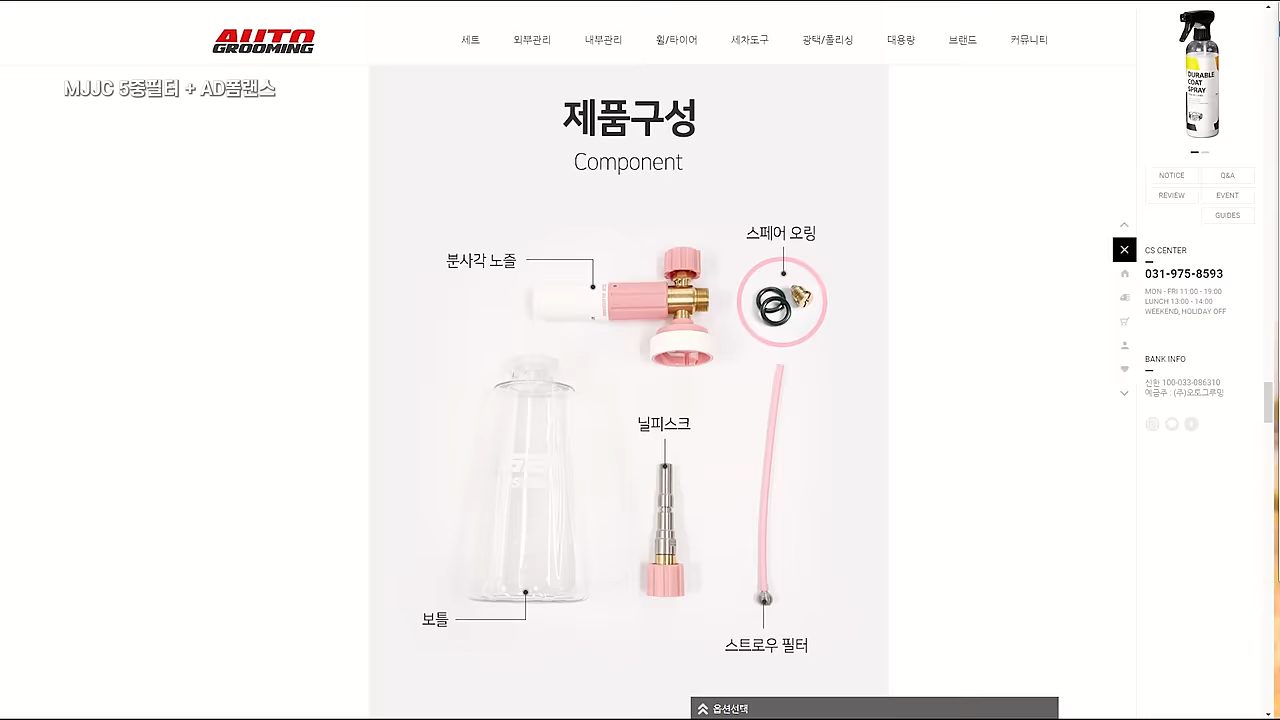 AUTO
GROOMING
세트 외부관리 내부관리 휠/타이어 세차도구 광택/폴리싱 대용량 브랜드 커뮤니티
MJJC 5중필터 + AD폼랜스
제품구성
Component
스페어 오링
분사각 노즐
닐피스크
보틀
스트로우 필터
옵션선택
DURABLE
COAT
SPRAY
NOTICE Q&A
REVIEW EVENT
GUIDES
CS CENTER
031-975-8593
MON - FRI 11:00 - 19:00
LUNCH 13:00 - 14:00
WEEKEND, HOLIDAY OFF
BANK INFO
신한 100-033-086310
예금주 : (주)오토그루밍